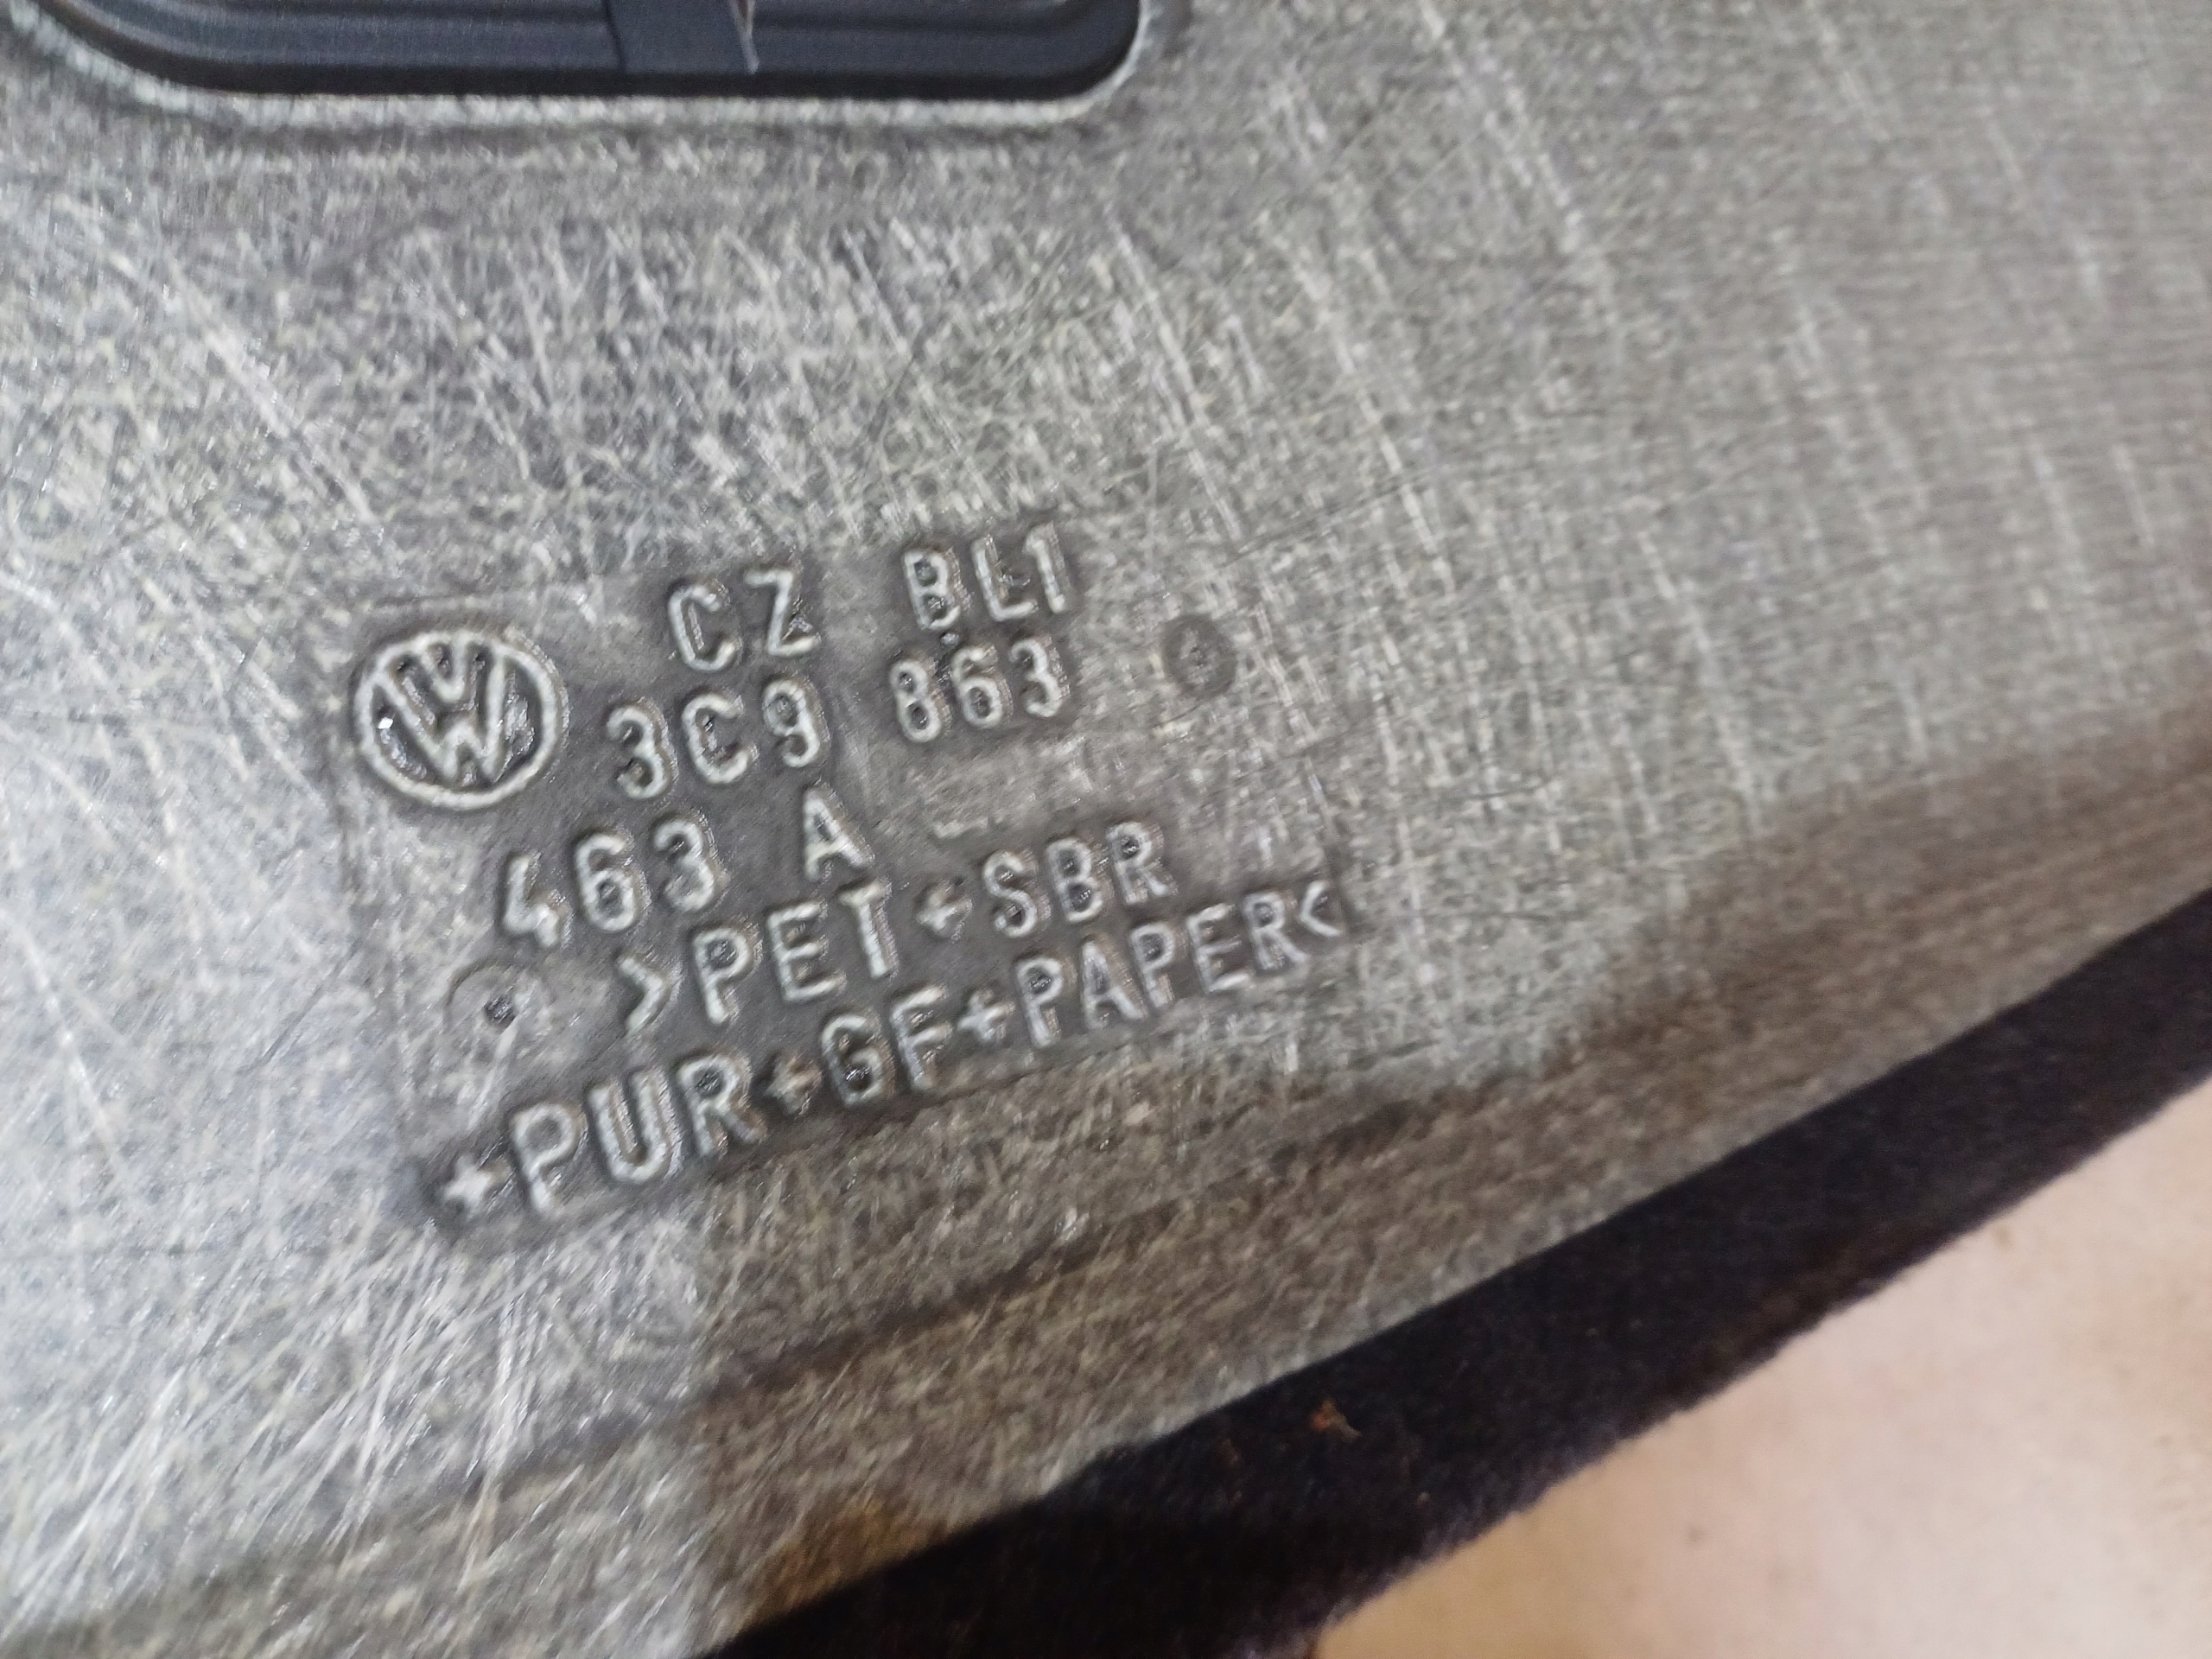 CZ BL1
3C9 863
463 A
>PET+SBR
+PUR+GF+PAPER<